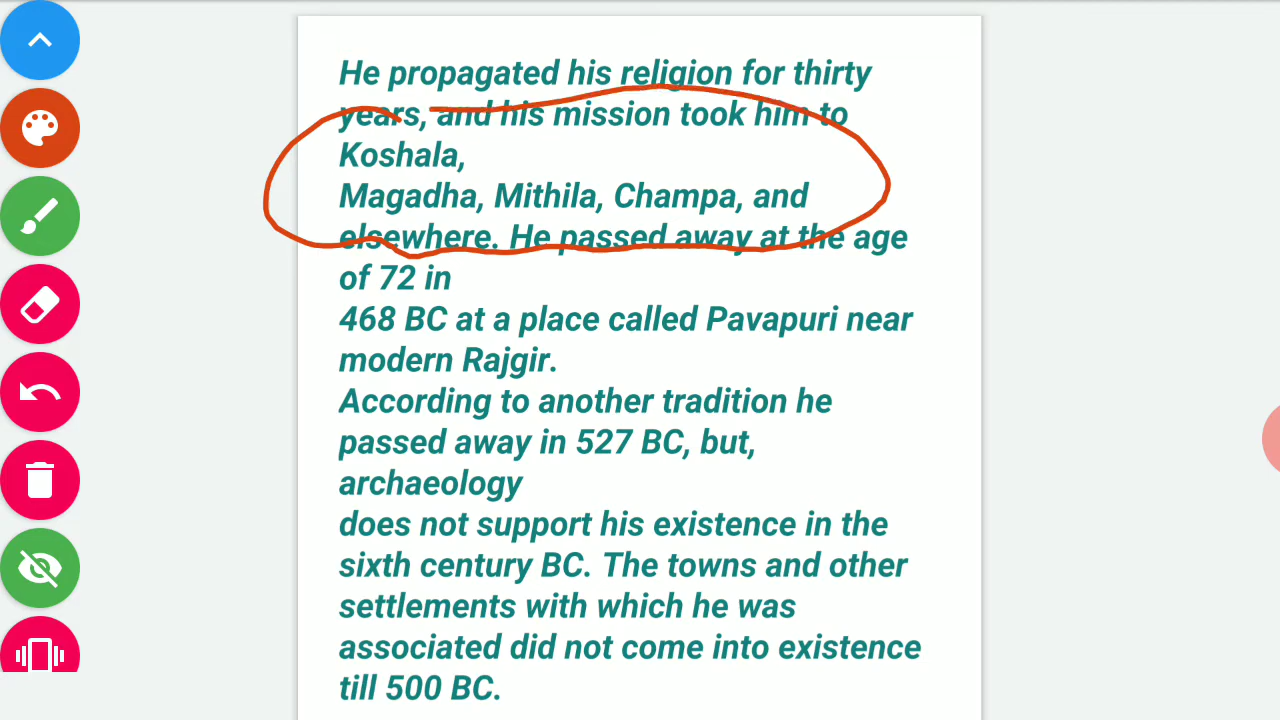 He propagated his religion for thirty
years, and his mission took him to
Koshala,
Magadha, Mithila, Champa, and
elsewhere. He passed away at the age
of 72 in
468 BC at a place called Pavapuri near
modern Rajgir.
According to another tradition he
passed away in 527 BC, but,
archaeology
does not support his existence in the
sixth century BC. The towns and other
settlements with which he was
associated did not come into existence
till 500 BC.